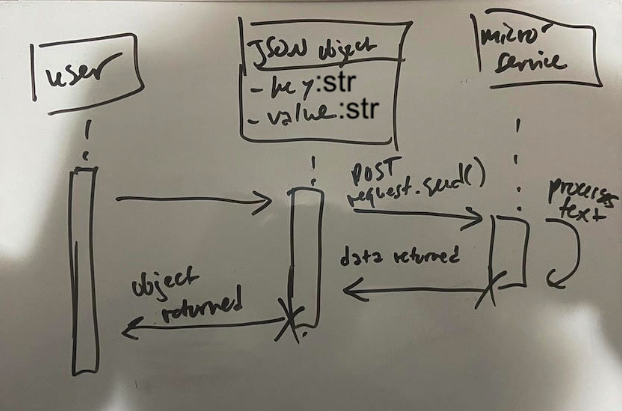 user
JSON object
- key:str
- value:str
micro
service
POST
request.send()
process
text
data returned
object
returned